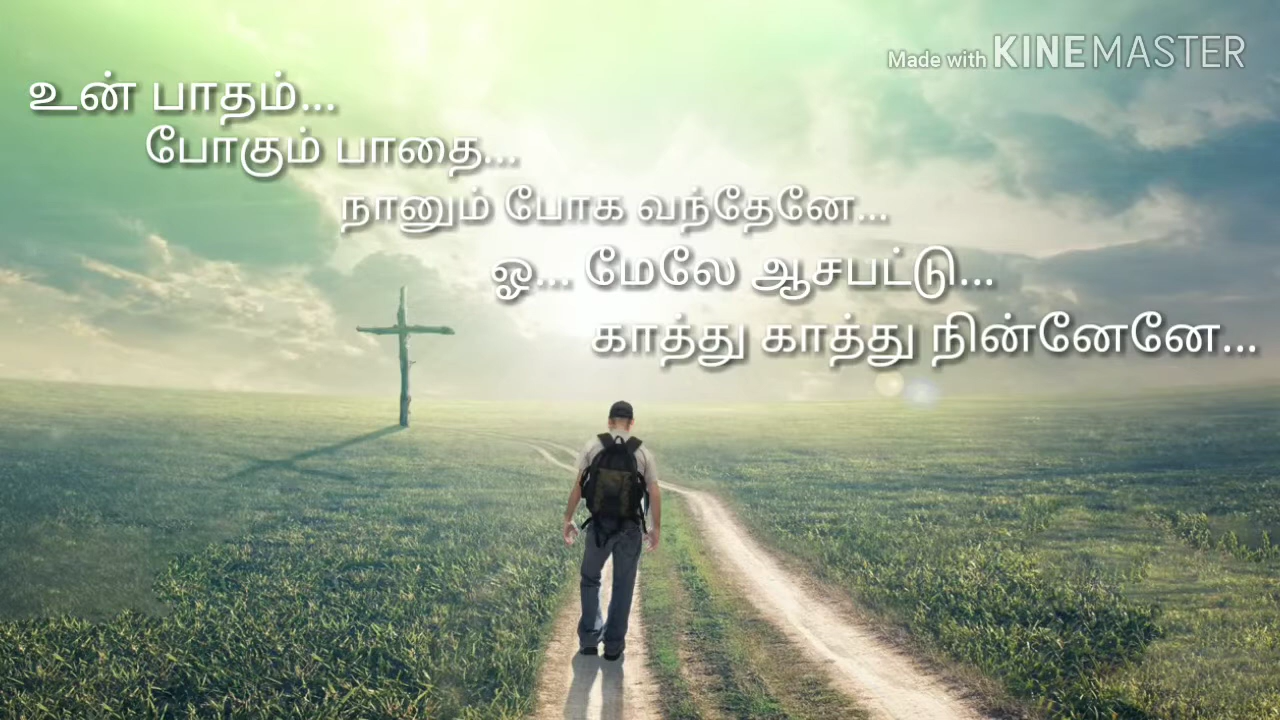 Made with KINEMASTER
உன் பாதம்...
போகும் பாதை...
நானும் போக வந்தேனே...
ஓ... மேலே ஆசபட்டு...
காத்து காத்து நின்னேனே...